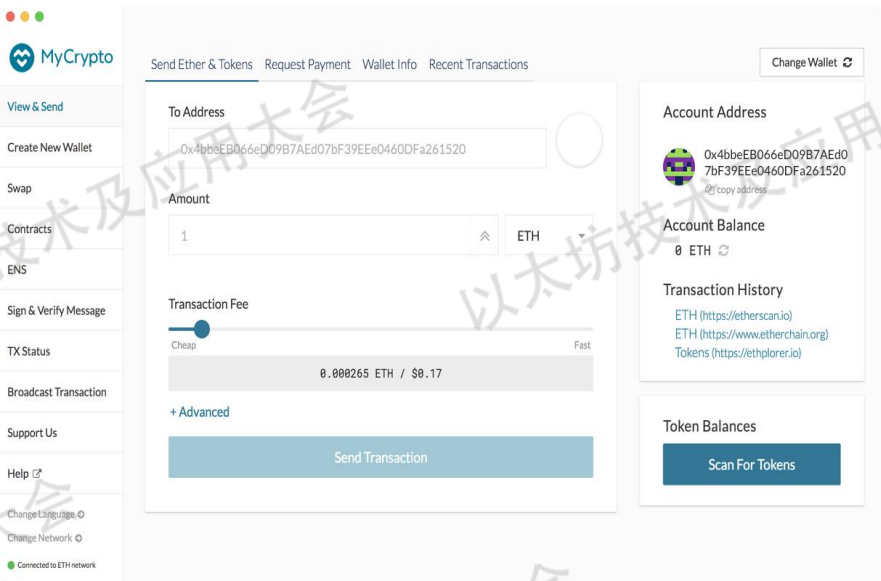 MyCrypto
View & Send
Create New Wallet
Swap
Contracts
ENS
Sign & Verify Message
TX Status
Broadcast Transaction
Support Us
Help
Change Language
Change Network
Connected to ETH network
Send Ether & Tokens Request Payment Wallet Info Recent Transactions
Change Wallet
To Address
0x4bbeEB066eD09B7AEd07bF39EEe0460DFa261520
Amount
1
ETH
Transaction Fee
Cheap
Fast
0.000265 ETH / $0.17
+ Advanced
Send Transaction
Account Address
0x4bbeEB066eD09B7AEd0
7bF39EEe0460DFa261520
copy address
Account Balance
0 ETH
Transaction History
ETH (https://etherscan.io)
ETH (https://www.etherchain.org)
Tokens (https://ethplorer.io)
Token Balances
Scan For Tokens
技术及应用大会
以太坊技术及应用
大会